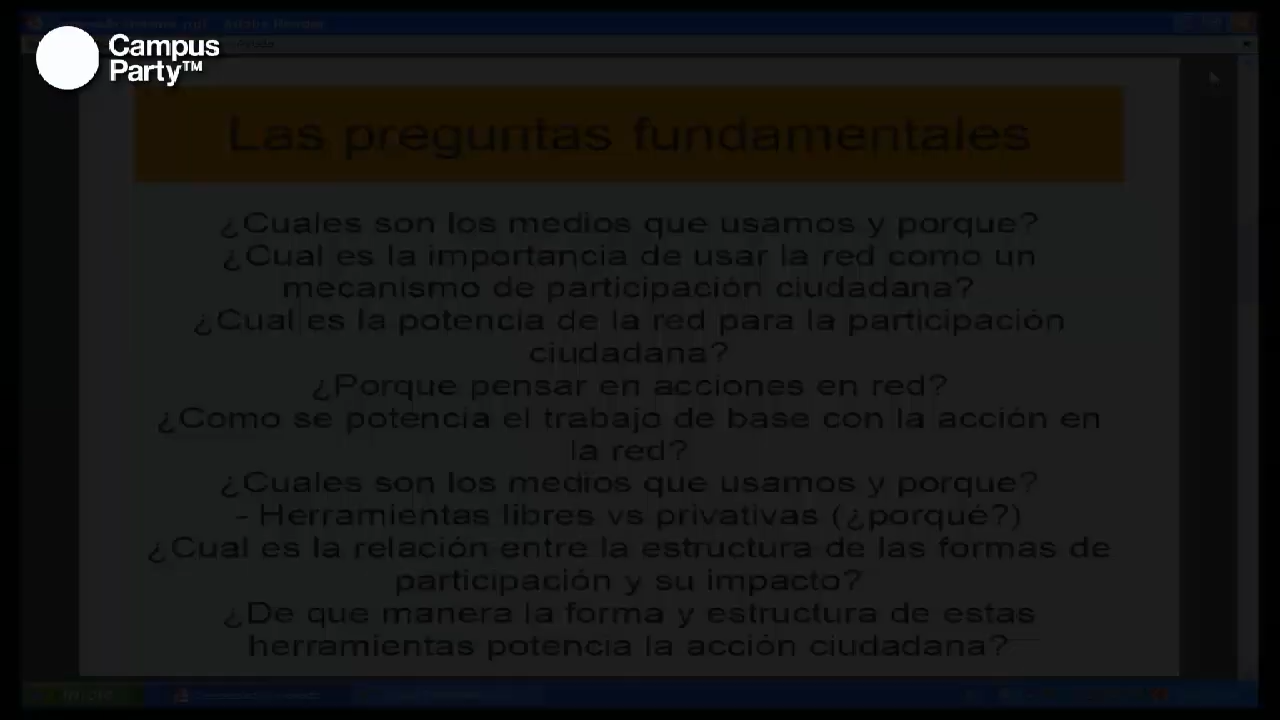 Campus
Party™
Las preguntas fundamentales
¿Cuales son los medios que usamos y porque?
¿Cual es la importancia de usar la red como un
mecanismo de participación ciudadana?
¿Cual es la potencia de la red para la participación
ciudadana?
¿Porque pensar en acciones en red?
¿Como se potencia el trabajo de base con la acción en
la red?
¿Cuales son los medios que usamos y porque?
- Herramientas libres vs privativas (¿porqué?)
¿Cual es la relación entre la estructura de las formas de
participación y su impacto?
¿De que manera la forma y estructura de estas
herramientas potencia la acción ciudadana?